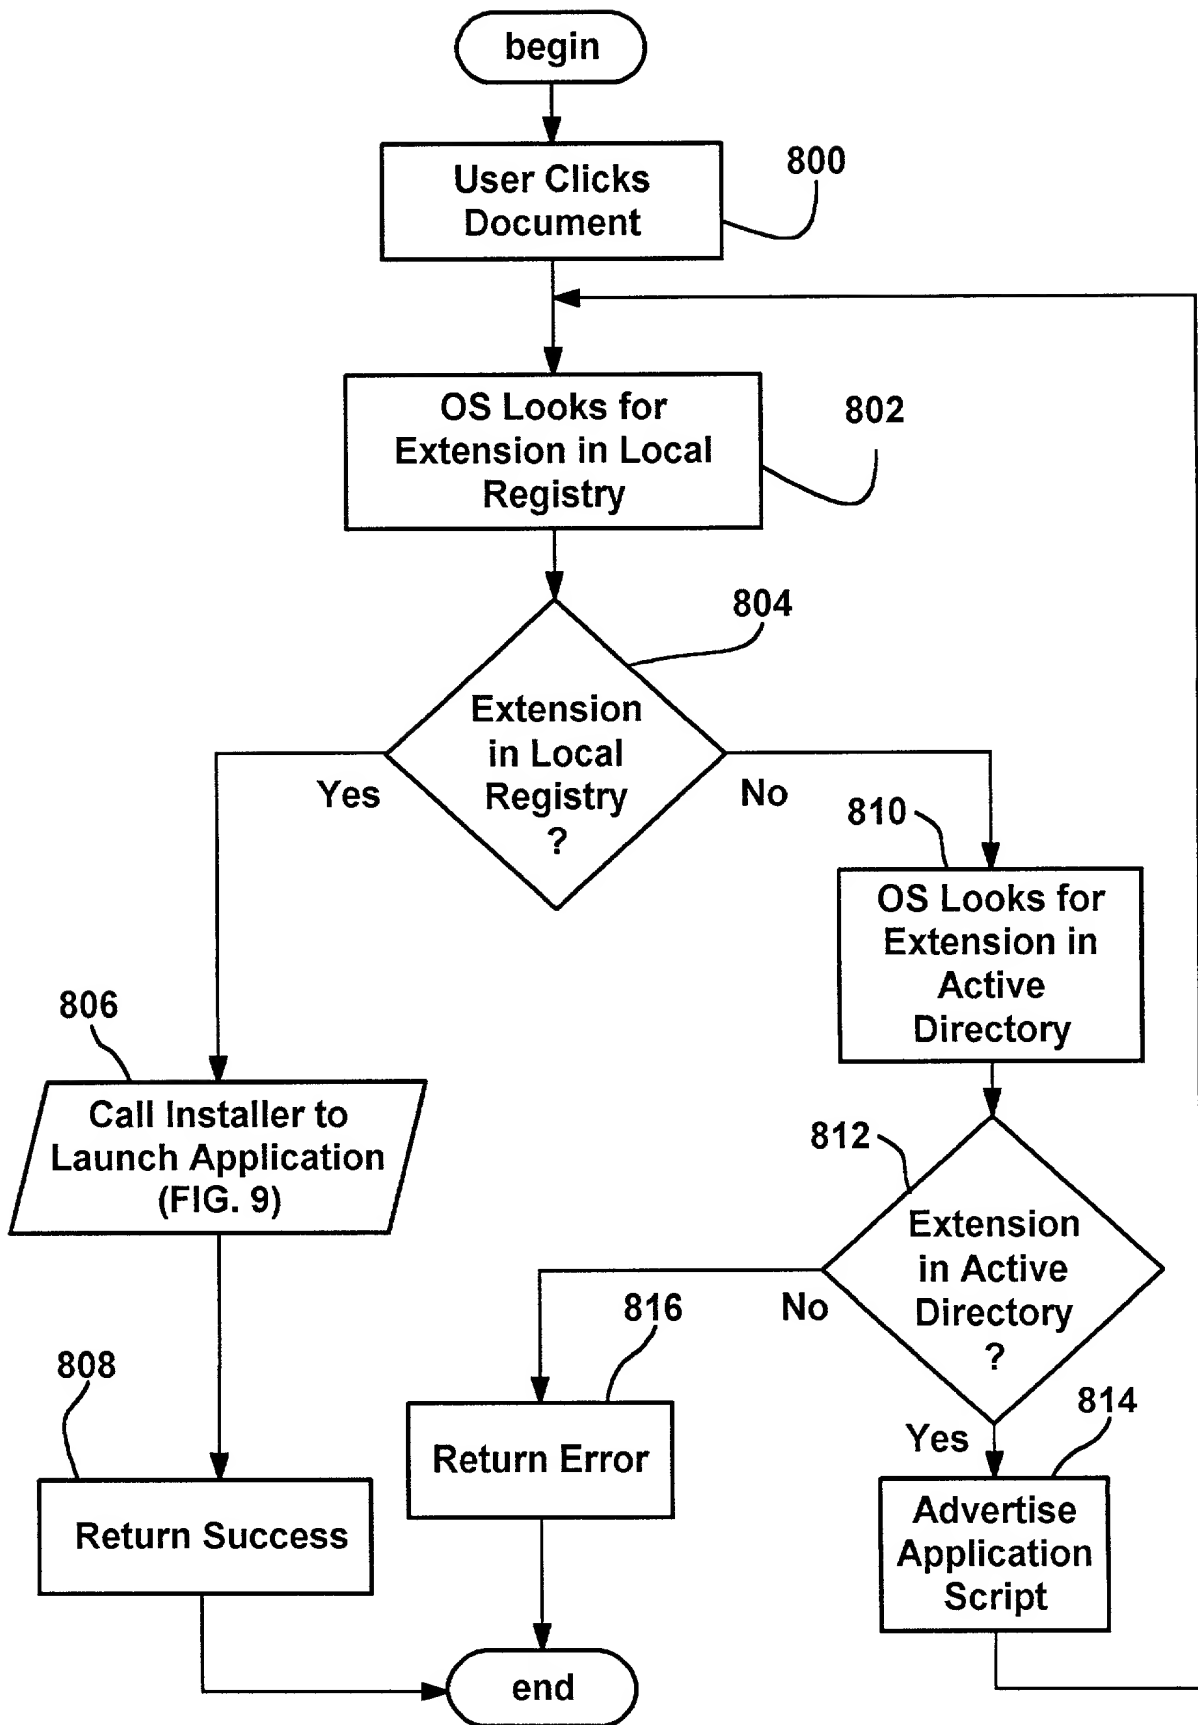 begin
User Clicks
Document
800
OS Looks for
Extension in Local
Registry
802
804
Extension
in Local
Registry
?
Yes
No
810
OS Looks for
Extension in
Active
Directory
806
Call Installer to
Launch Application
(FIG. 9)
812
Extension
in Active
Directory
?
No
Yes
816
Return Error
814
Advertise
Application
Script
808
Return Success
end